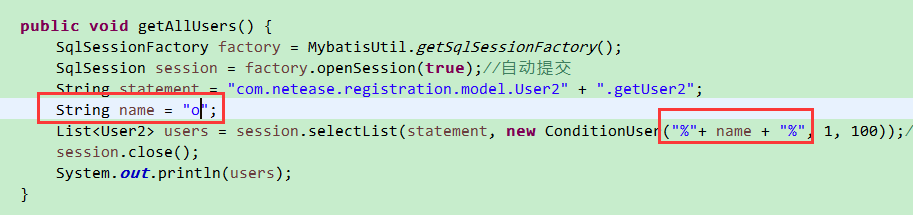 public void getAllUsers() {
SqlSessionFactory factory = MybatisUtil.getSqlSessionFactory();
SqlSession session = factory.openSession(true);//自动提交
String statement = "com.netease.registration.model.User2" + ".getUser2";
String name = "o";
List<User2> users = session.selectList(statement, new ConditionUser("%"+ name + "%", 1, 100));//
session.close();
System.out.println(users);
}